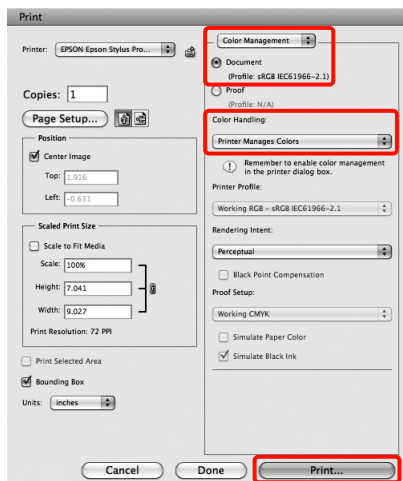 Print
Printer: EPSON Epson Stylus Pro...
Copies: 1
Page Setup...
Position
Center Image
Top: 1.916
Left: -0.631
Scaled Print Size
Scale to Fit Media
Scale: 100%
Height: 7.041
Width: 9.027
Print Resolution: 72 PPI
Print Selected Area
Bounding Box
Units: inches
Color Management
Document
(Profile: sRGB IEC61966-2.1)
Proof
(Profile: N/A)
Color Handling:
Printer Manages Colors
Remember to enable color management
in the printer dialog box.
Printer Profile:
Working RGB - sRGB IEC61966-2.1
Rendering Intent:
Perceptual
Black Point Compensation
Proof Setup:
Working CMYK
Simulate Paper Color
Simulate Black Ink
Cancel
Done
Print...